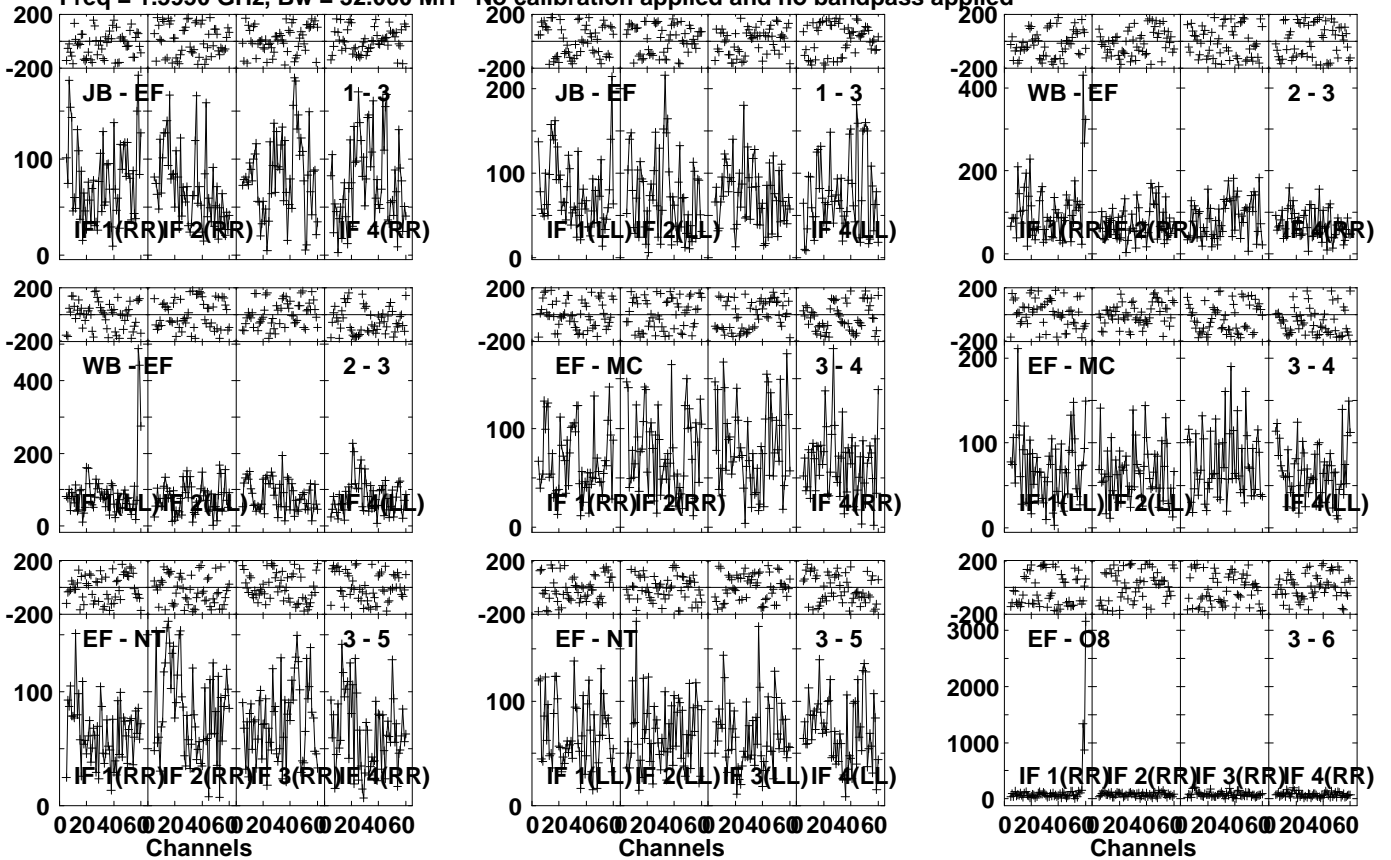 GHz, Bw = 32.000 MH No calibration applied and no bandpass applied
200 200 200
-200 -200 -200
JB - EF 1 - 3 JB - EF 1 - 3 WB - EF 2 - 3
200 400
100 100 200
IF 1(RR) IF 2(RR) IF 4(RR) IF 1(LL) IF 2(LL) IF 4(LL) IF 1(RR) IF 2(RR) IF 4(RR)
0 0 0
200 200 200
-200 -200 -200
WB - EF 2 - 3 EF - MC 3 - 4 EF - MC 3 - 4
400 200
200 100 100
IF 1(LL) IF 2(LL) IF 4(LL) IF 1(RR) IF 2(RR) IF 4(RR) IF 1(LL) IF 2(LL) IF 4(LL)
0 0 0
200 200 200
-200 -200 -200
EF - NT 3 - 5 EF - NT 3 - 5 EF - O8 3 - 6
3000
2000
100 100 1000
IF 1(RR) IF 2(RR) IF 3(RR) IF 4(RR) IF 1(LL) IF 2(LL) IF 3(LL) IF 4(LL) IF 1(RR) IF 2(RR) IF 3(RR) IF 4(RR)
0 0 0
0 20 40 60 0 20 40 60 0 20 40 60 0 20 40 60 0 20 40 60 0 20 40 60 0 20 40 60 0 20 40 60 0 20 40 60 0 20 40 60 0 20 40 60 0 20 40 60
Channels Channels Channels